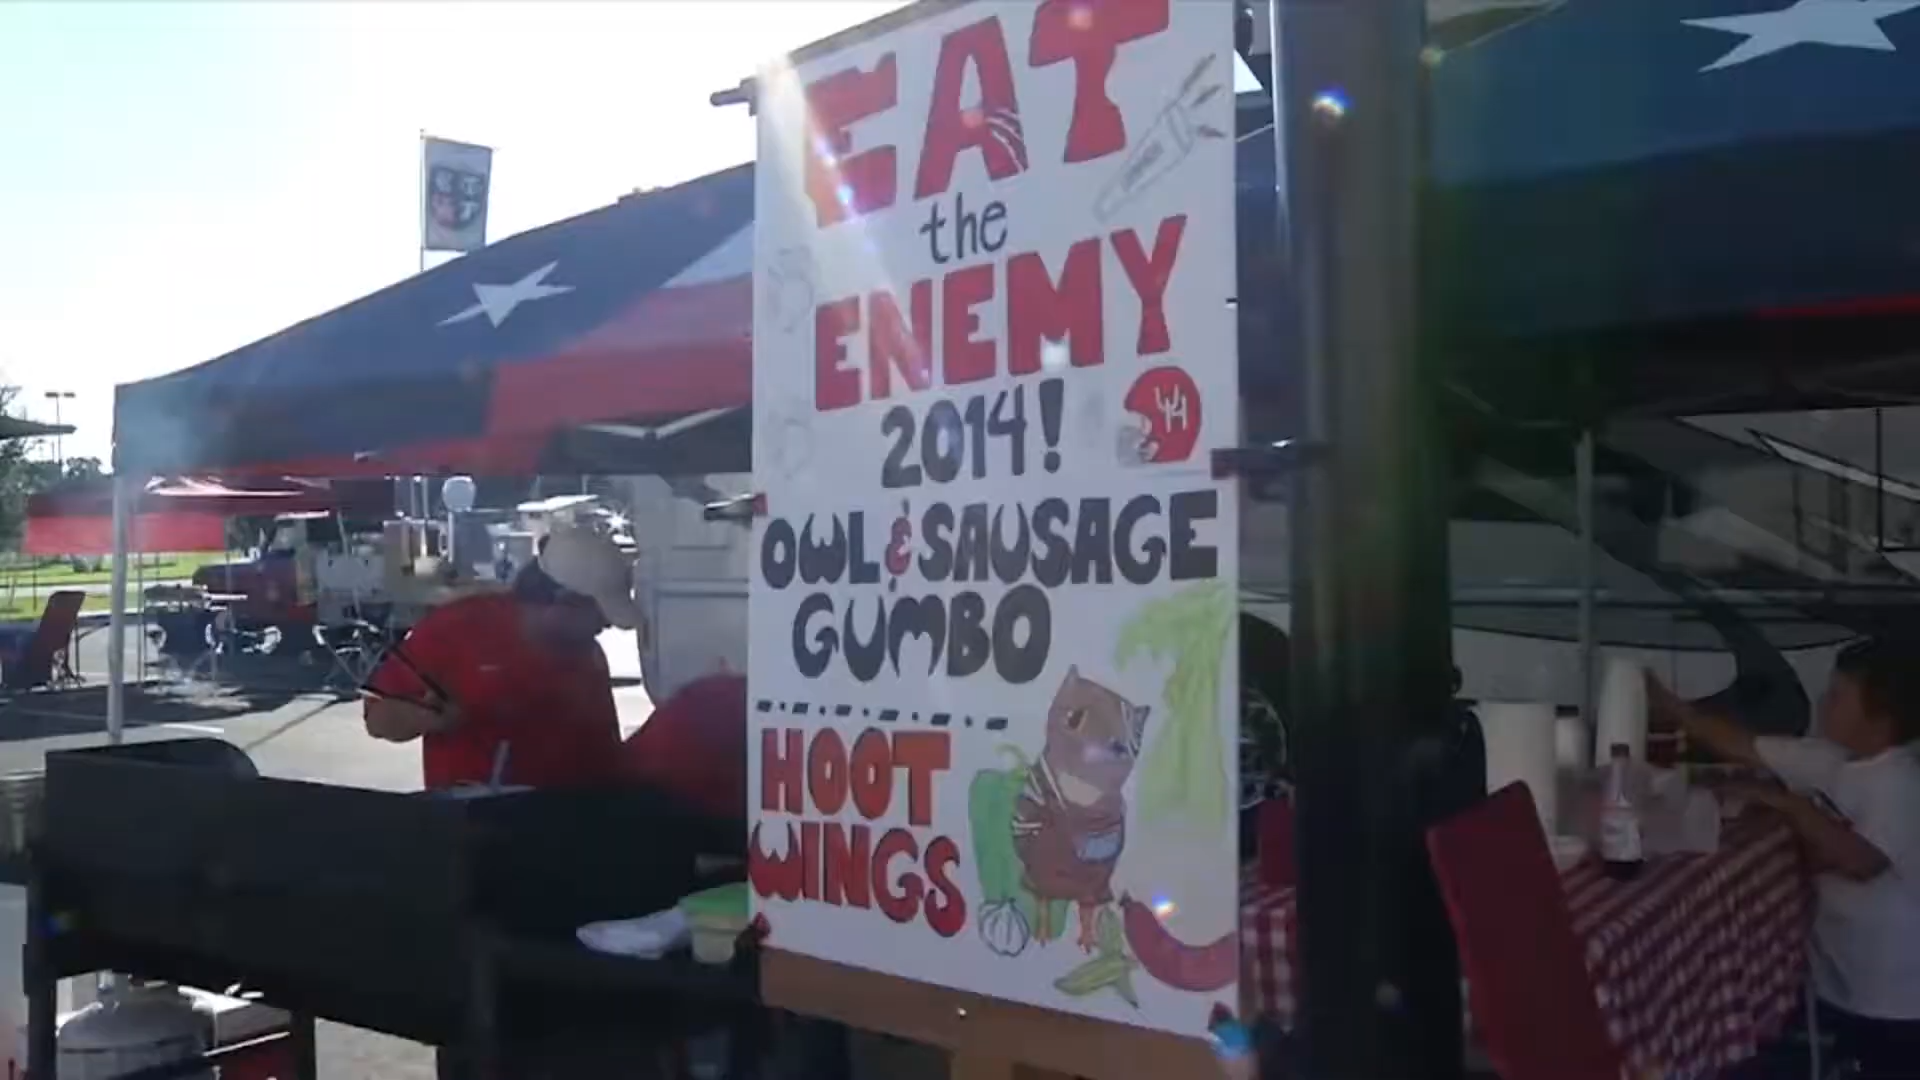 EAT
the
ENEMY
2014!
OWL & SAUSAGE
GUMBO
HOOT
WINGS